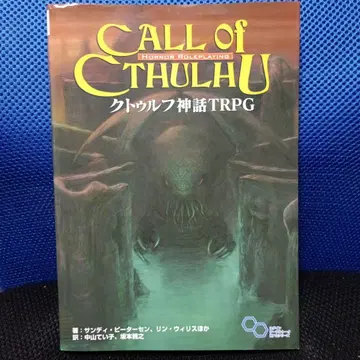 CALL of
HORROR ROLEPLAYING
CTHULHU
クトゥルフ神話TRPG
著：サンディ・ピーターセン、リン・ウィリスほか
訳：中山てい子、坂本雅之